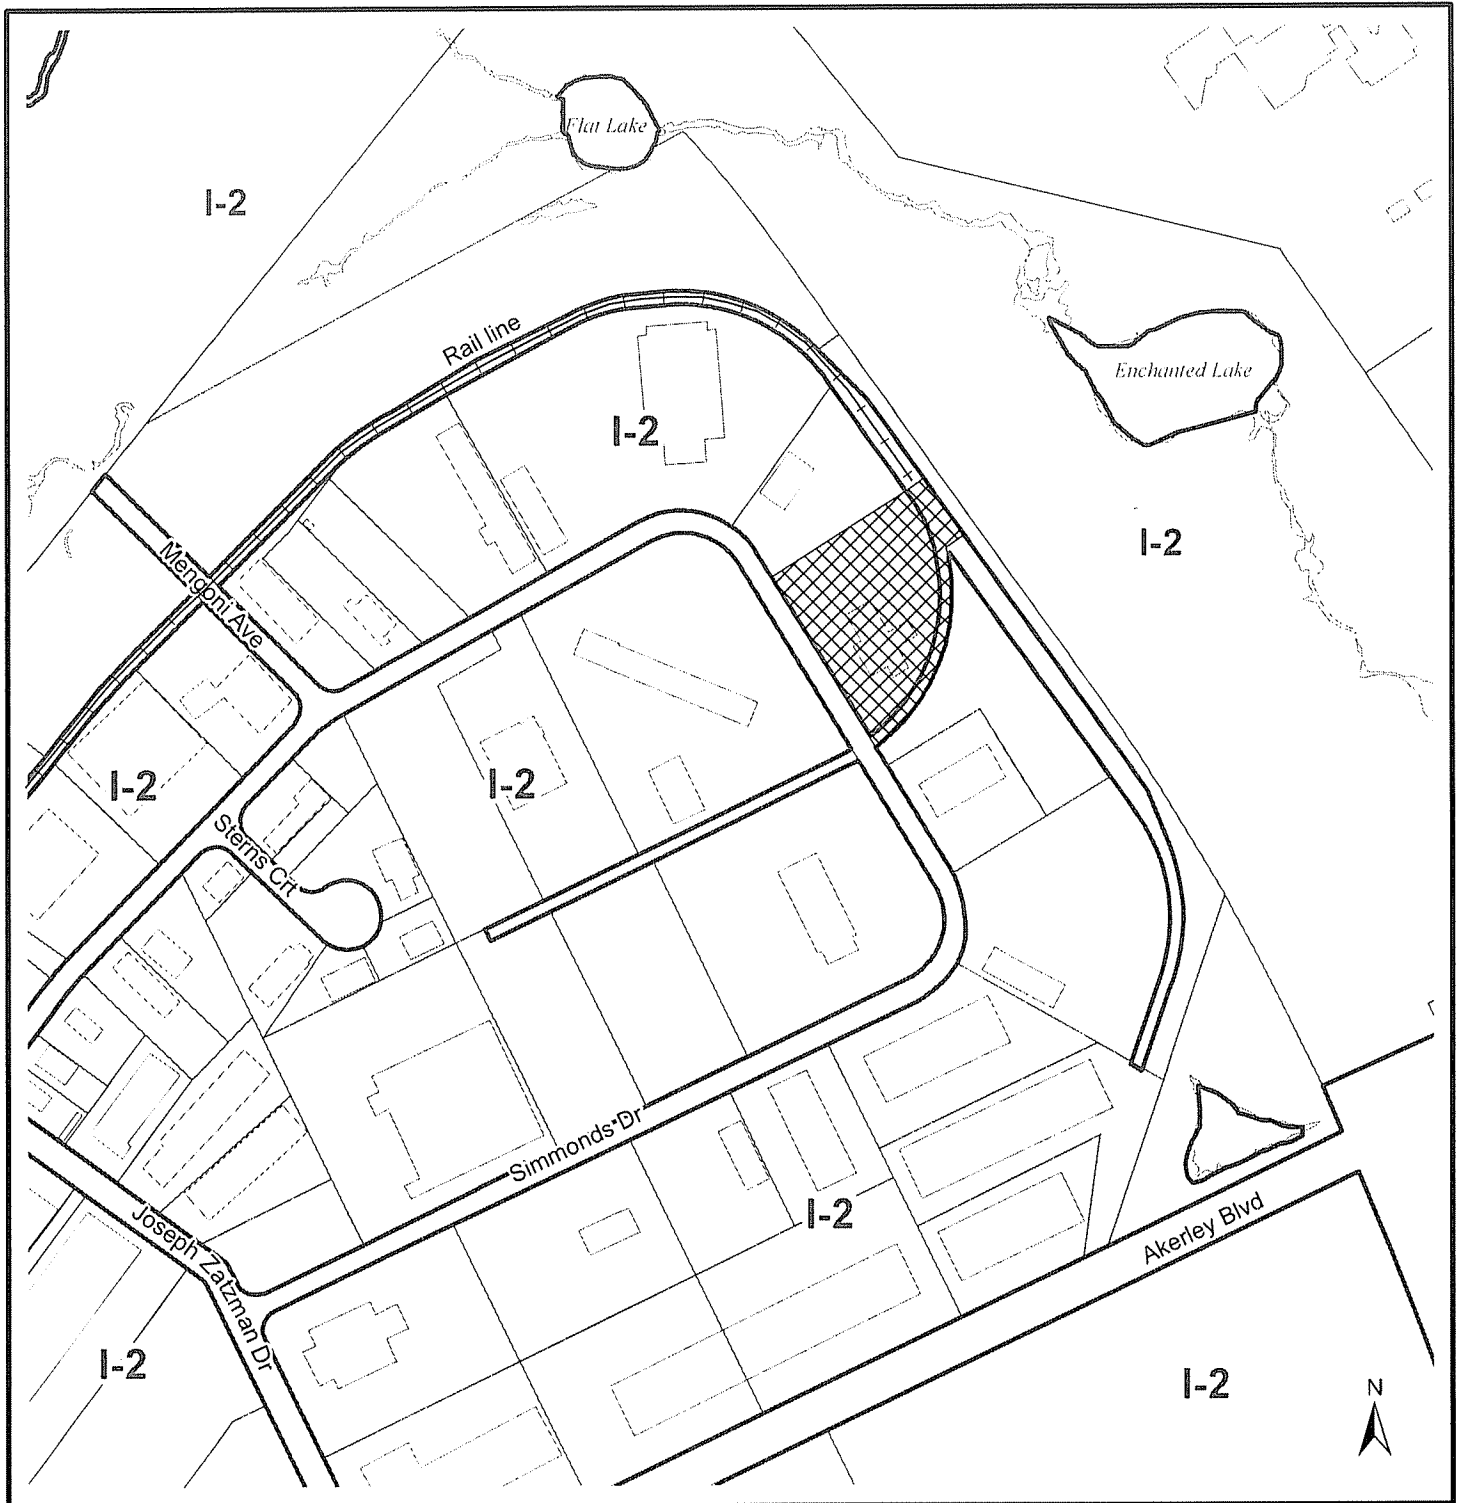 Flat Lake
I-2
Rail line
Enchanted Lake
I-2
I-2
Mengoni Ave
I-2
I-2
Sterns Crt
Simmonds Dr
I-2
Joseph Zatzman Dr
Akerley Blvd
I-2
I-2
N